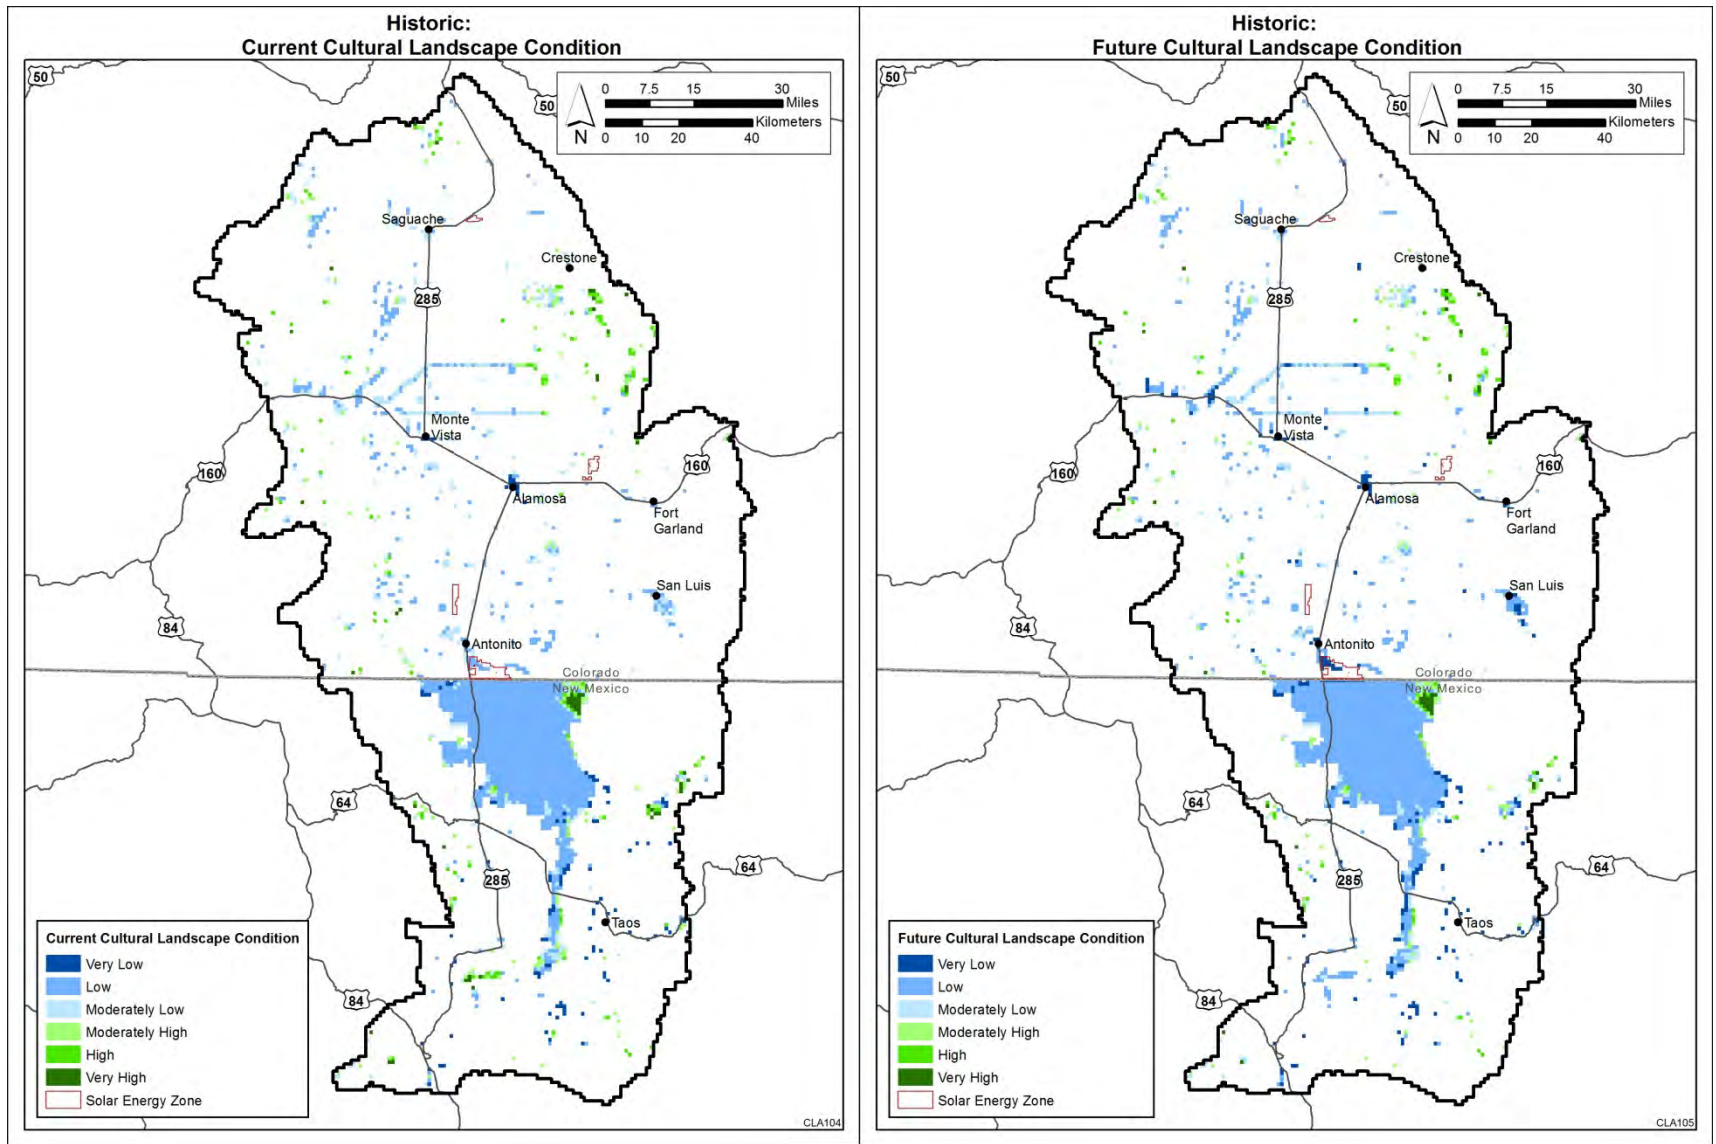 Historic:
Current Cultural Landscape Condition
50
50
0 7.5 15 30
Miles
Kilometers
0 10 20 40
N
Saguache
Crestone
285
Monte
Vista
160
160
Alamosa
Fort
Garland
San Luis
84
Antonito
Colorado
New Mexico
64
64
285
Taos
84
Current Cultural Landscape Condition
Very Low
Low
Moderately Low
Moderately High
High
Very High
Solar Energy Zone
CLA104
Historic:
Future Cultural Landscape Condition
50
50
0 7.5 15 30
Miles
Kilometers
0 10 20 40
N
Saguache
Crestone
285
Monte
Vista
160
160
Alamosa
Fort
Garland
San Luis
84
Antonito
Colorado
New Mexico
64
64
285
Taos
84
Future Cultural Landscape Condition
Very Low
Low
Moderately Low
Moderately High
High
Very High
Solar Energy Zone
CLA105